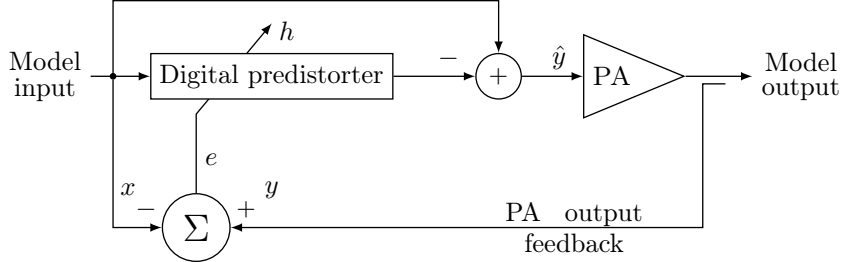 h
Model
input
Digital predistorter
−
+
ŷ
PA
Model
output
e
x
−
Σ
+
y
PA output
feedback